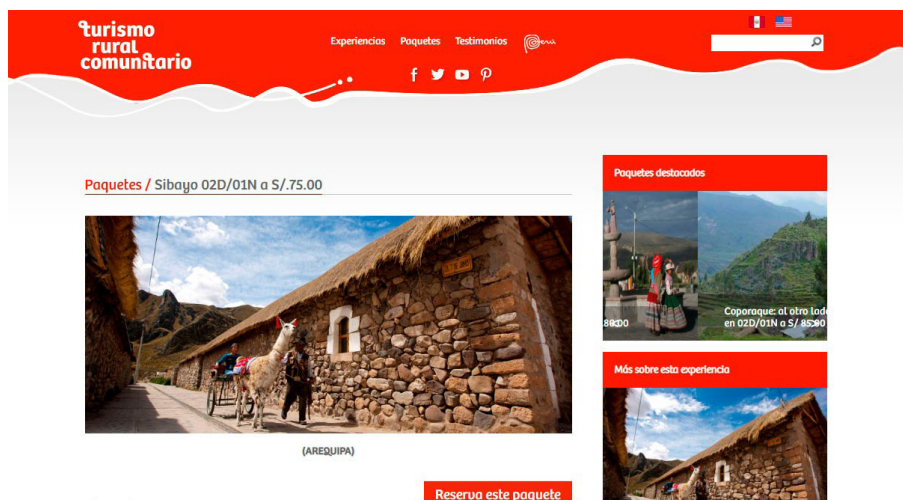 turismo
rural
comunitario
Experiencias Paquetes Testimonios Perú
Paquetes / Sibayo 02D/01N a S/.75.00
(AREQUIPA)
Reserva este paquete
Paquetes destacados
Coporaque: al otro lado
en 02D/01N a S/ 85.00
Más sobre esta experiencia